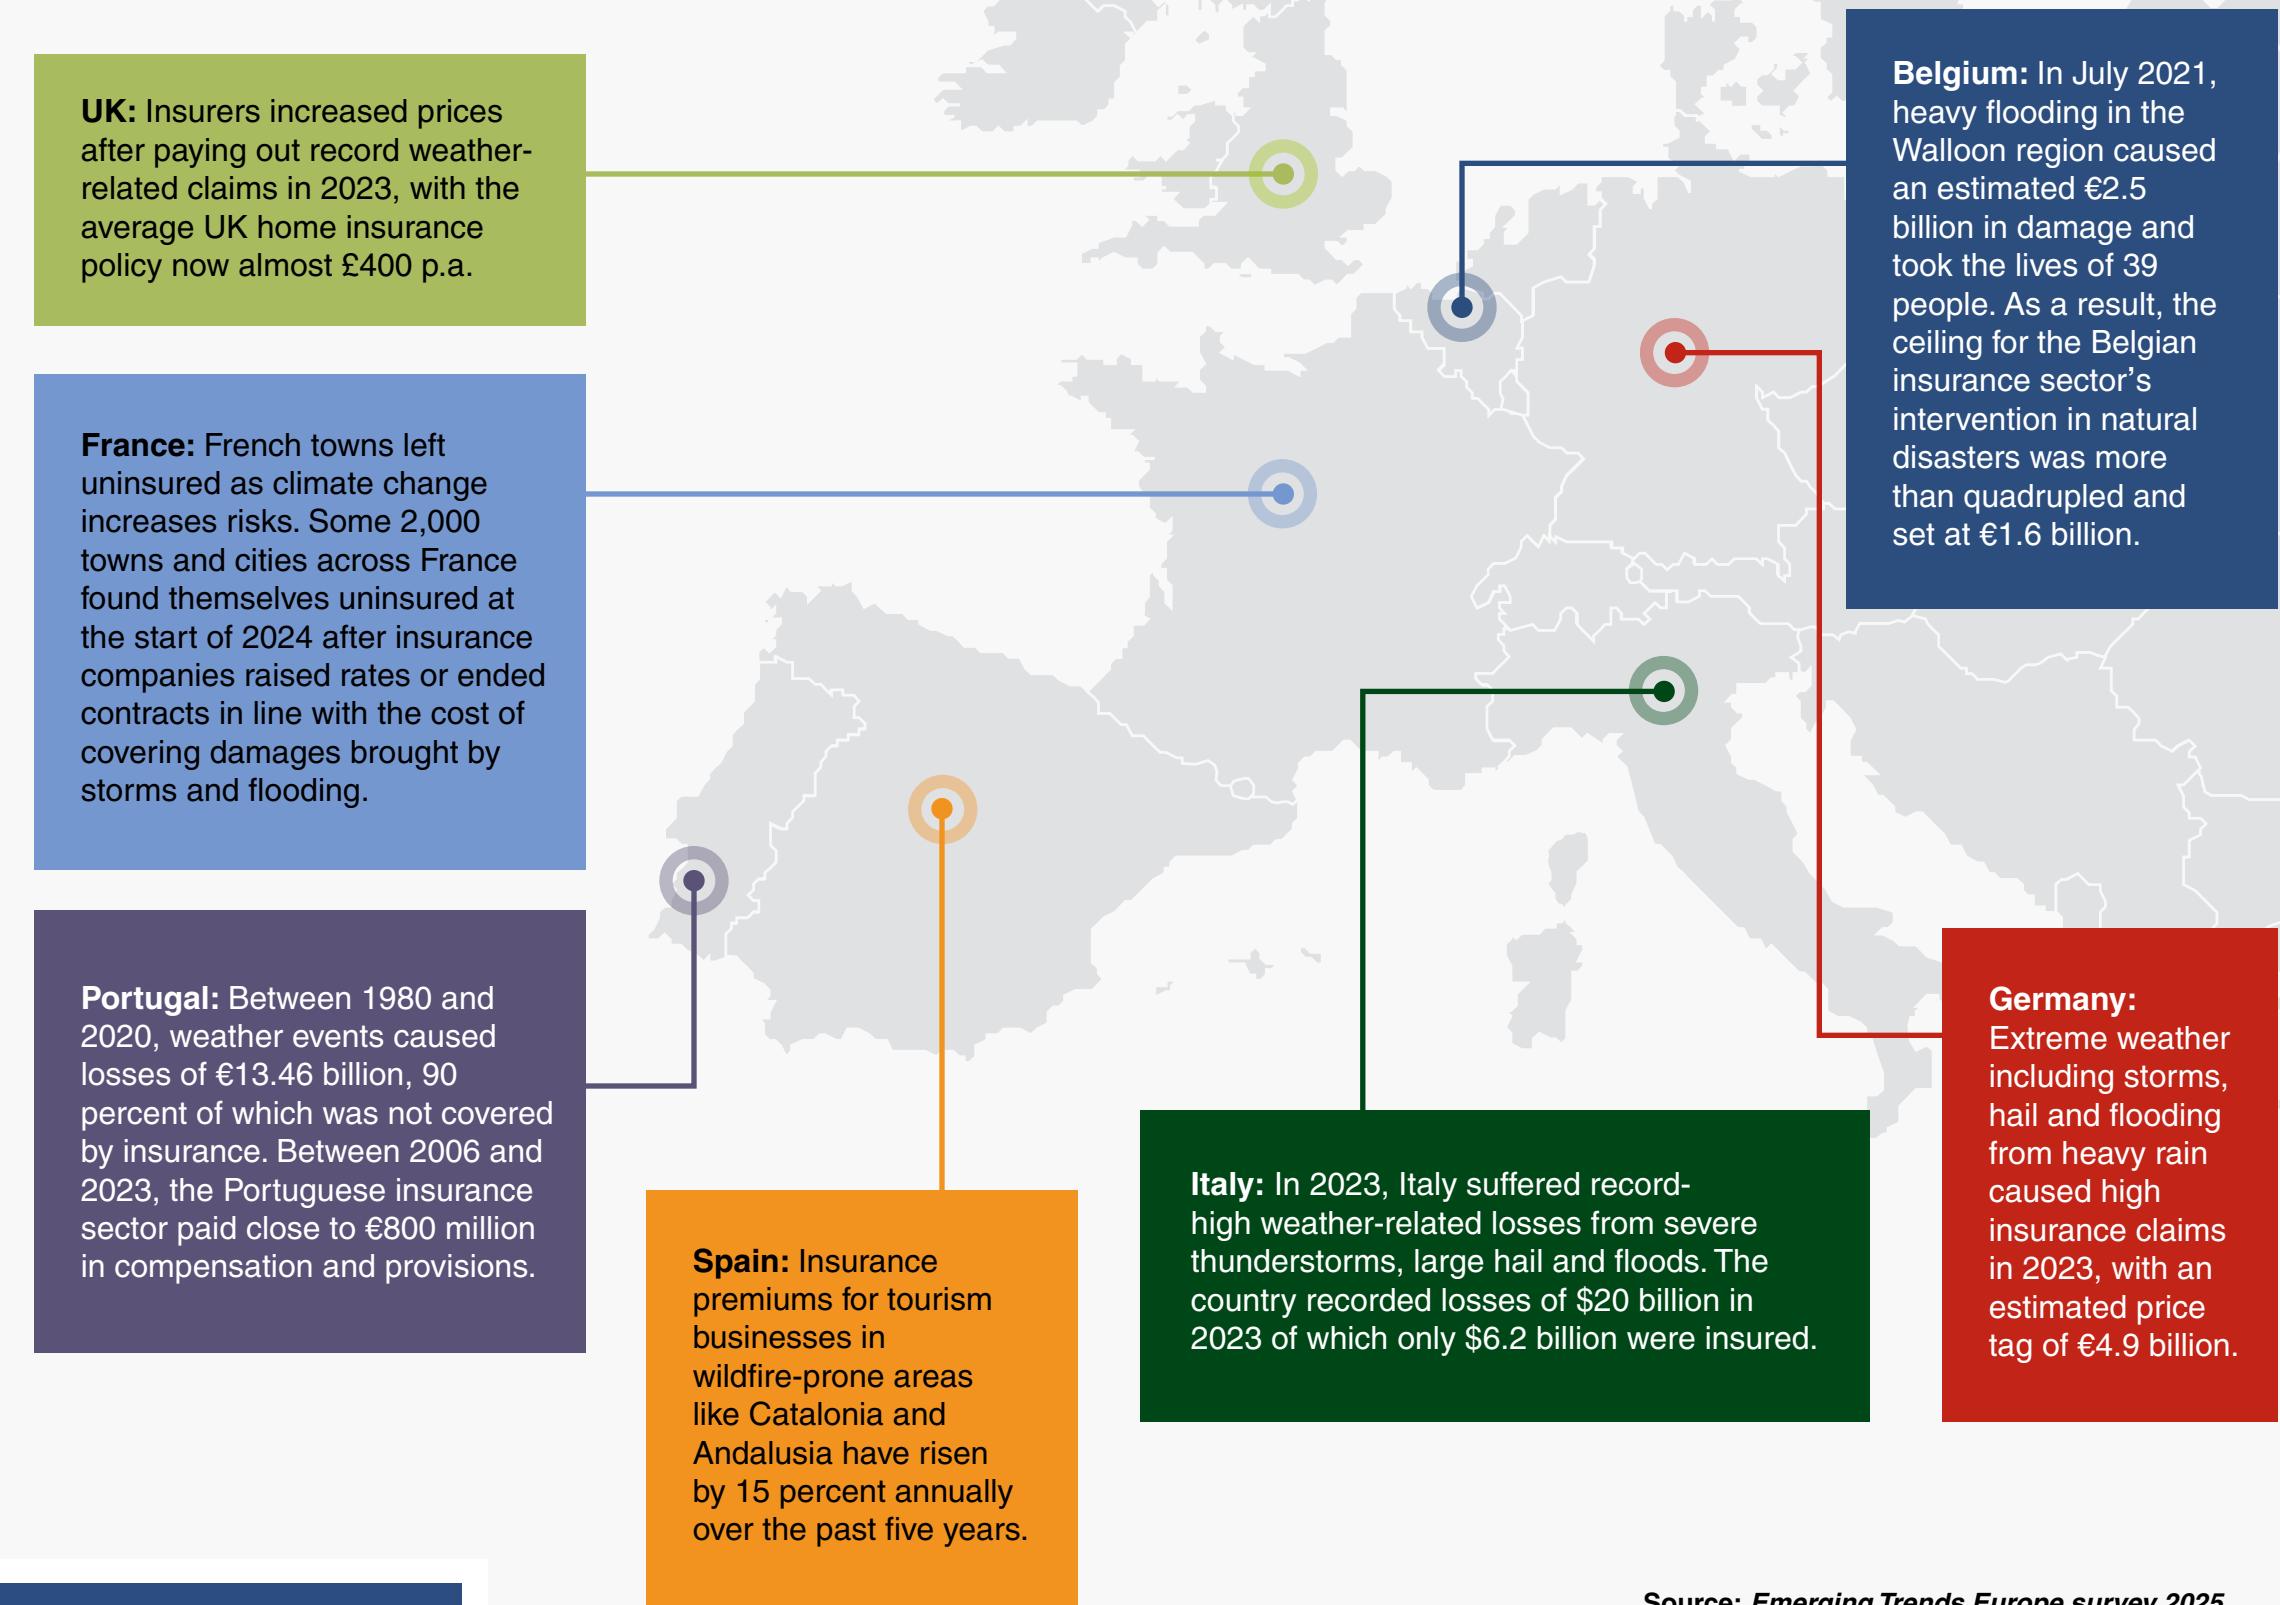 UK: Insurers increased prices
after paying out record weather-
related claims in 2023, with the
average UK home insurance
policy now almost £400 p.a.
France: French towns left
uninsured as climate change
increases risks. Some 2,000
towns and cities across France
found themselves uninsured at
the start of 2024 after insurance
companies raised rates or ended
contracts in line with the cost of
covering damages brought by
storms and flooding.
Portugal: Between 1980 and
2020, weather events caused
losses of €13.46 billion, 90
percent of which was not covered
by insurance. Between 2006 and
2023, the Portuguese insurance
sector paid close to €800 million
in compensation and provisions.
Spain: Insurance
premiums for tourism
businesses in
wildfire-prone areas
like Catalonia and
Andalusia have risen
by 15 percent annually
over the past five years.
Italy: In 2023, Italy suffered record-
high weather-related losses from severe
thunderstorms, large hail and floods. The
country recorded losses of $20 billion in
2023 of which only $6.2 billion were insured.
Belgium: In July 2021,
heavy flooding in the
Walloon region caused
an estimated €2.5
billion in damage and
took the lives of 39
people. As a result, the
ceiling for the Belgian
insurance sector’s
intervention in natural
disasters was more
than quadrupled and
set at €1.6 billion.
Germany:
Extreme weather
including storms,
hail and flooding
from heavy rain
caused high
insurance claims
in 2023, with an
estimated price
tag of €4.9 billion.
Source: Emerging Trends Europe survey 2025